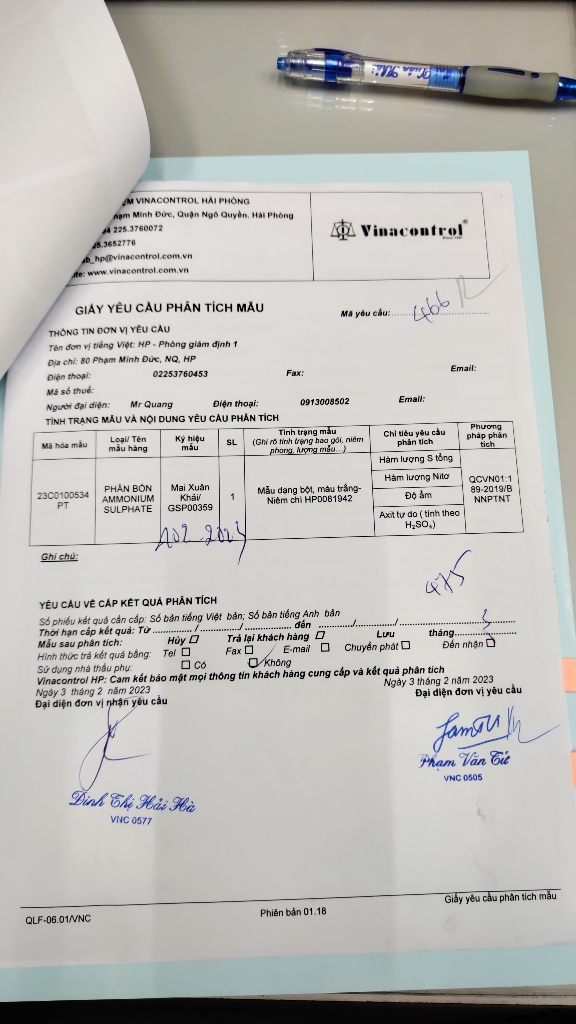 M VINACONTROL HẢI PHÒNG
ạm Minh Đức, Quận Ngô Quyền, Hải Phòng
225.3760072
3652776
_hp@vinacontrol.com.vn
www.vinacontrol.com.vn
Vinacontrol®
GIẤY YÊU CẦU PHÂN TÍCH MẪU
Mã yêu cầu: 466
THÔNG TIN ĐƠN VỊ YÊU CẦU
Tên đơn vị tiếng Việt: HP - Phòng giám định 1
Địa chỉ: 80 Phạm Minh Đức, NQ, HP
Điện thoại: 02253760453 Fax: Email:
Mã số thuế:
Người đại diện: Mr Quang Điện thoại: 0913008502 Email:
TÌNH TRẠNG MẪU VÀ NỘI DUNG YÊU CẦU PHÂN TÍCH
Mã hóa mẫu Loại/ Tên mẫu hàng Ký hiệu mẫu SL Tình trạng mẫu (Ghi rõ tình trạng bao gói, niêm phong, lượng mẫu...) Chỉ tiêu yêu cầu phân tích Phương pháp phân tích
23C0100534 PT PHÂN BÓN AMMONIUM SULPHATE Mai Xuân Khải/ GSP00359 1 Mẫu dạng bột, màu trắng- Niêm chì HP0081942
Hàm lượng S tổng
Hàm lượng Nitơ
Độ ẩm
Axit tự do ( tính theo H₂SO₄)
QCVN01:1 89-2019/B NNPTNT
Ghi chú:
475
YÊU CẦU VỀ CẤP KẾT QUẢ PHÂN TÍCH
Số phiếu kết quả cần cấp: Số bản tiếng Việt bản; Số bản tiếng Anh bản
Thời hạn cấp kết quả: Từ ............ / ............ / ............ đến ............/............/............
Mẫu sau phân tích: Hủy ☐ Trả lại khách hàng ☐ Lưu 3 tháng
Hình thức trả kết quả bằng: Tel ☐ Fax ☐ E-mail ☐ Chuyển phát ☐ Đến nhận ☐
Sử dụng nhà thầu phụ: ☐ Có ☑ Không
Vinacontrol HP: Cam kết bảo mật mọi thông tin khách hàng cung cấp và kết quả phân tích
Ngày 3 tháng 2 năm 2023 Ngày 3 tháng 2 năm 2023
Đại diện đơn vị nhận yêu cầu Đại diện đơn vị yêu cầu
Đinh Thị Hải Hà
VNC 0577
Phạm Văn Tú
VNC 0505
QLF-06.01/VNC Phiên bản 01.18 Giấy yêu cầu phân tích mẫu